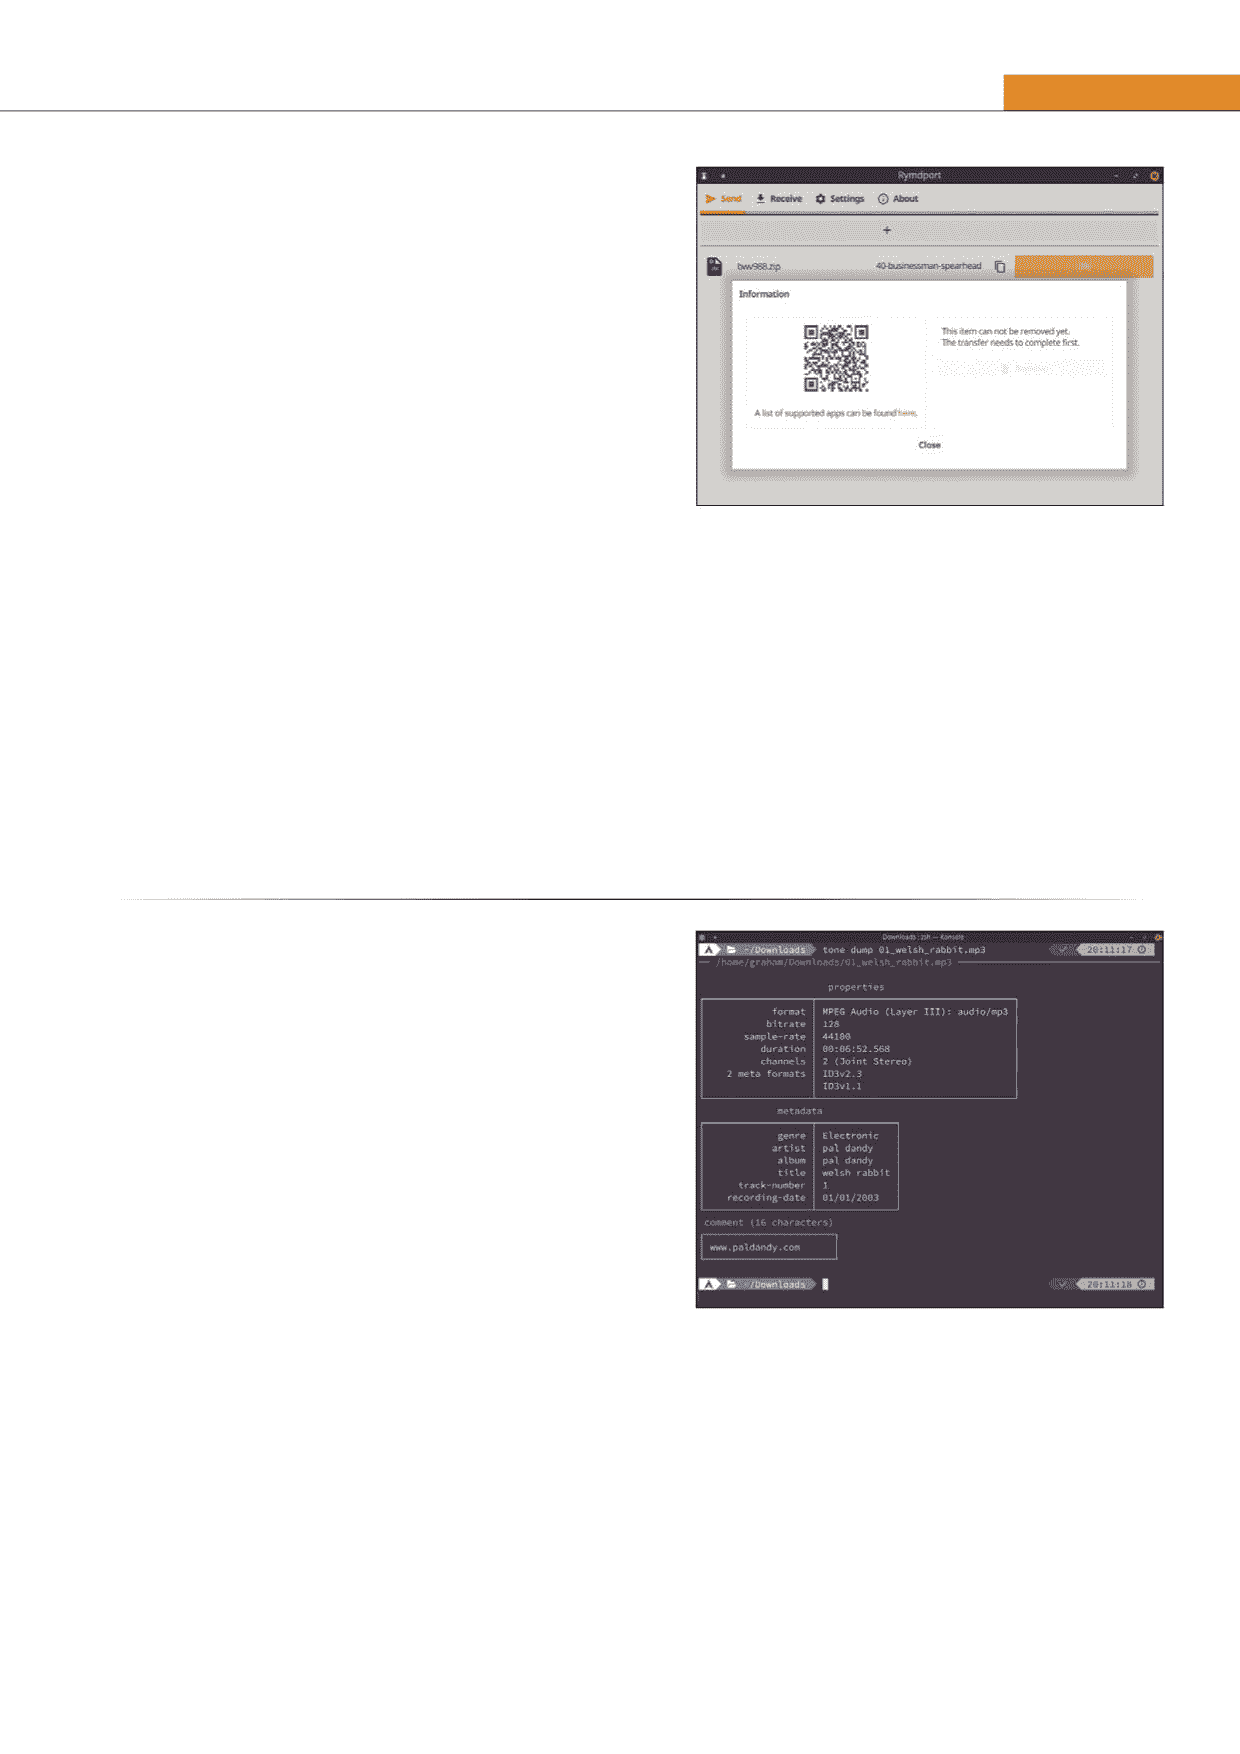 Rymdport
Send Receive Settings About
+
bvw988.zip 40-businessman-spearhead
Information
This item can not be removed yet.
The transfer needs to complete first.
A list of supported apps can be found here.
Close
Downloads : zsh — Konsole
~/Downloads tone dump 01_welsh_rabbit.mp3 20:11:17
/home/graham/Downloads/01_welsh_rabbit.mp3
properties
format MPEG Audio (Layer III): audio/mp3
bitrate 128
sample-rate 44100
duration 00:06:52.568
channels 2 (Joint Stereo)
2 meta formats ID3v2.3
ID3v1.1
metadata
genre Electronic
artist pal dandy
album pal dandy
title welsh rabbit
track-number 1
recording-date 01/01/2003
comment (16 characters)
www.paldandy.com
~/Downloads 20:11:18